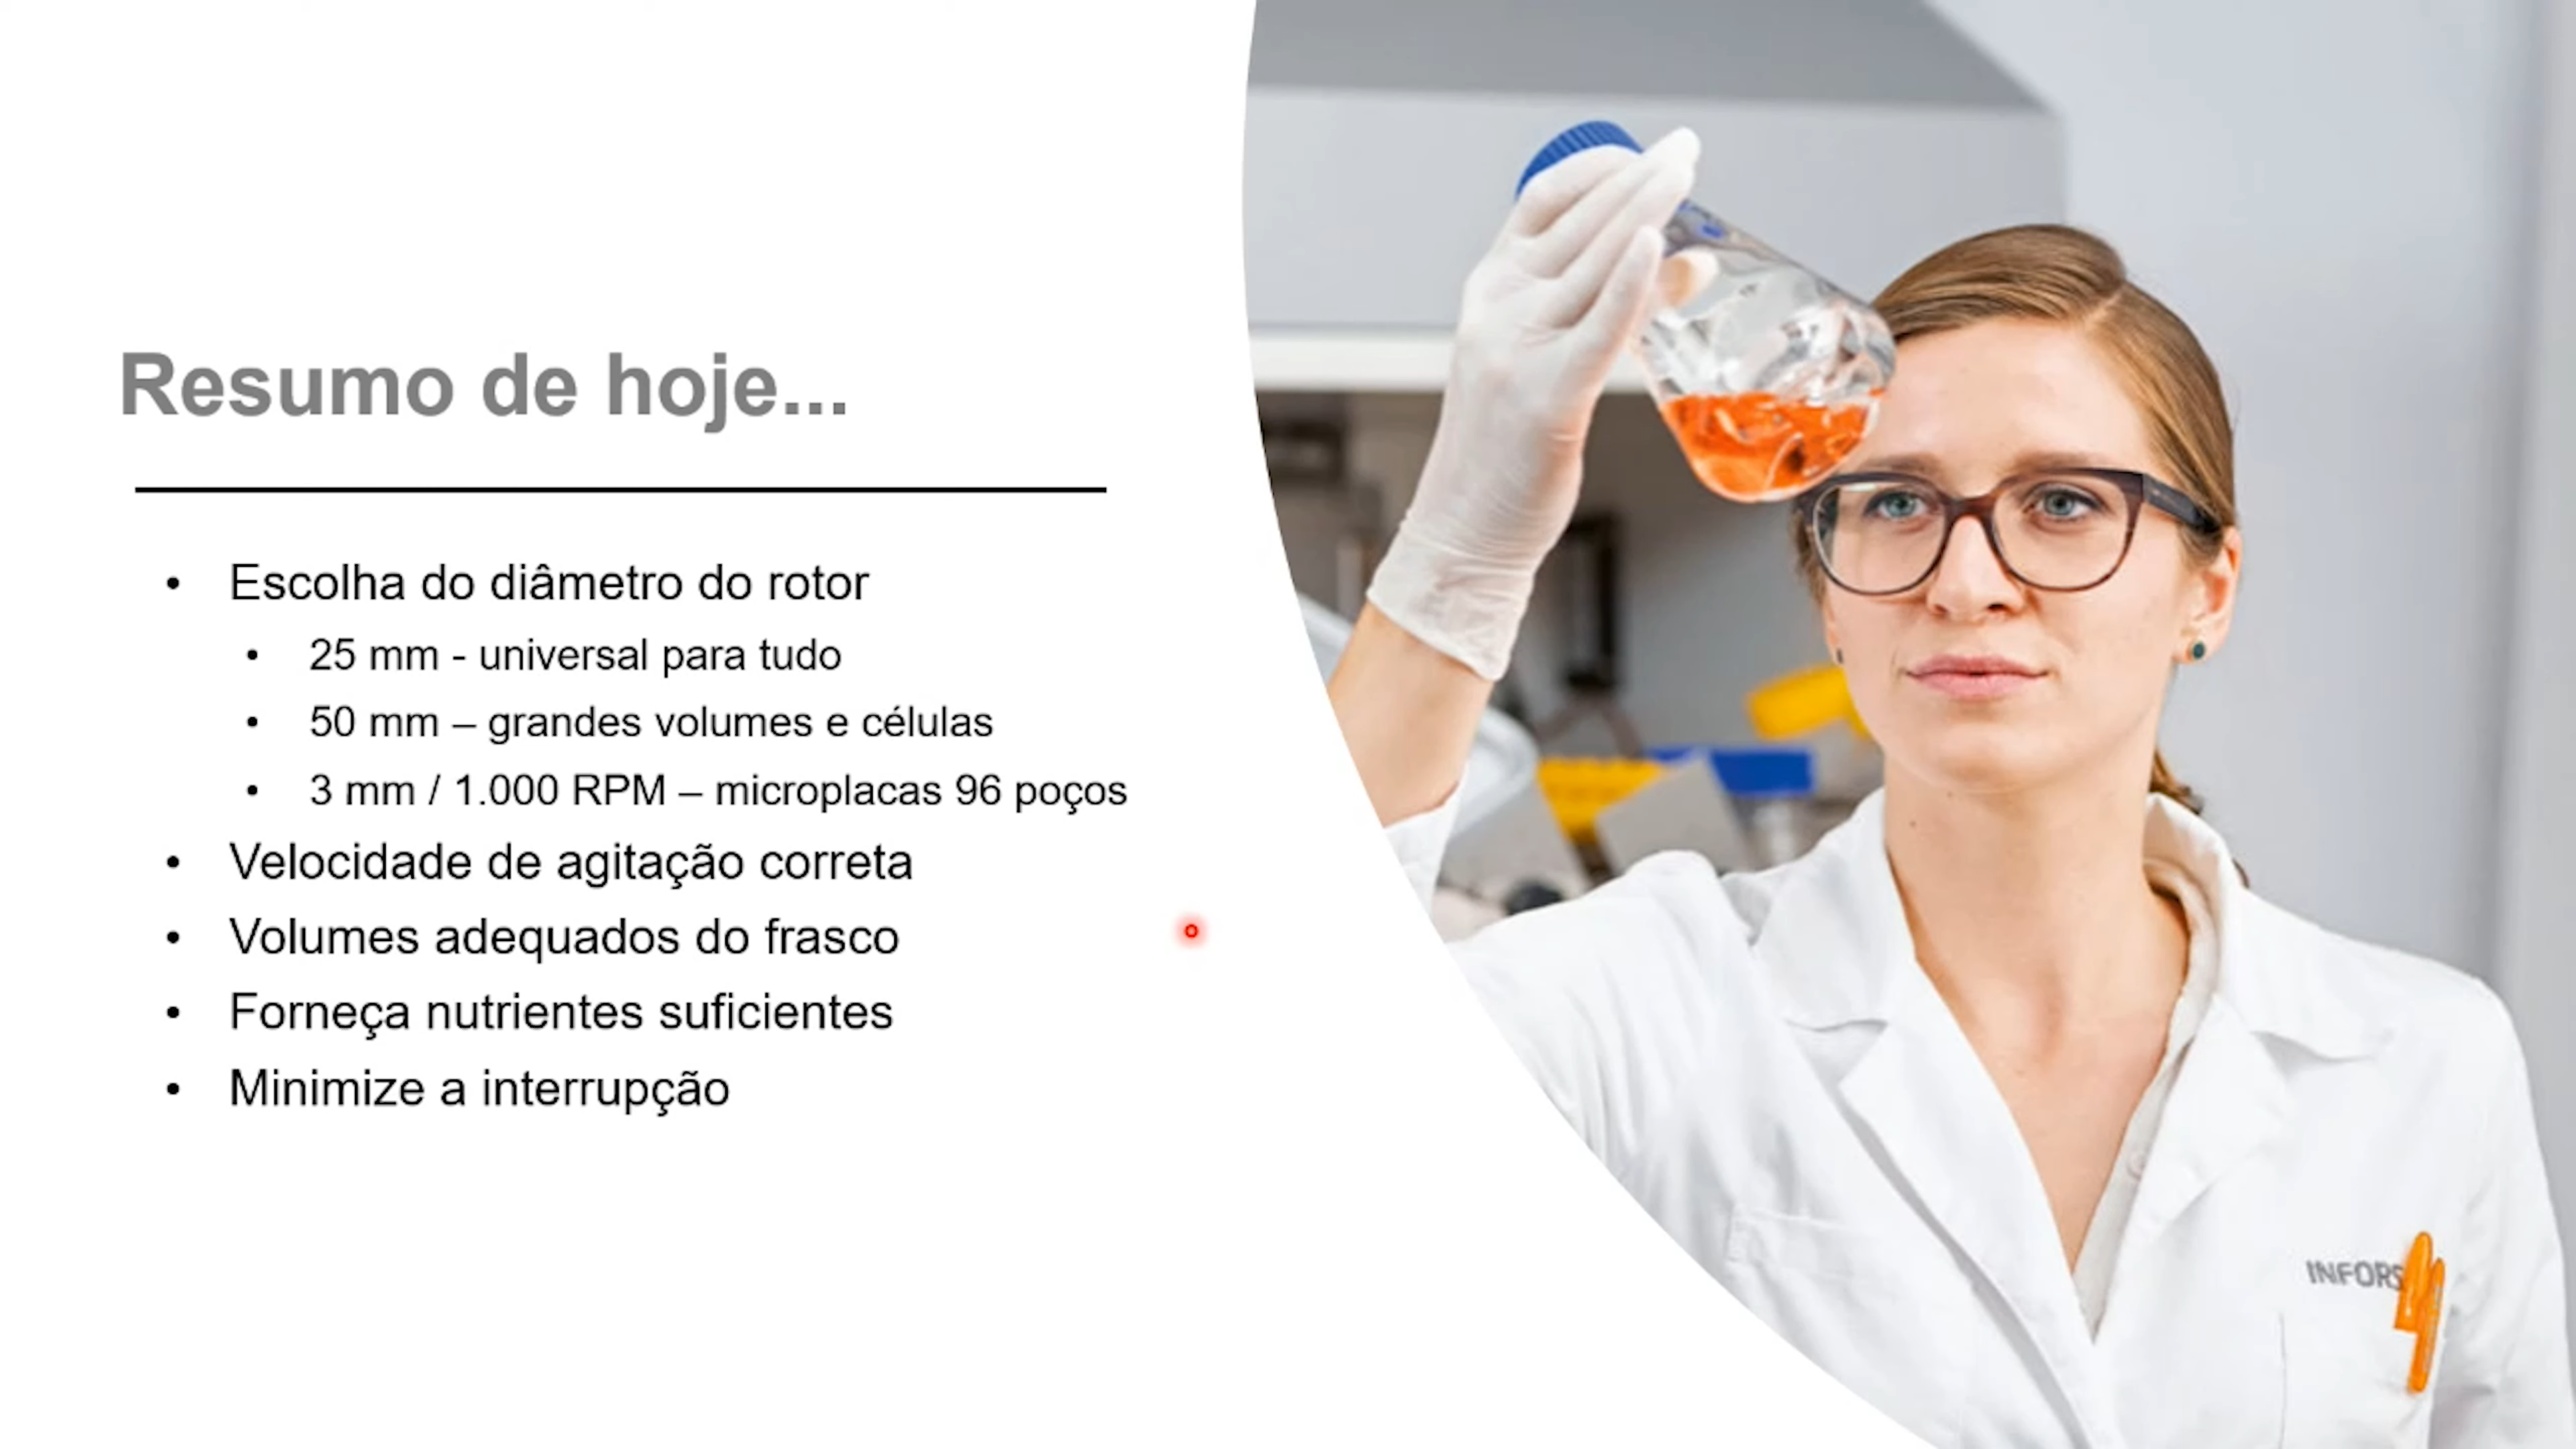 Resumo de hoje...
• Escolha do diâmetro do rotor
• 25 mm - universal para tudo
• 50 mm – grandes volumes e células
• 3 mm / 1.000 RPM – microplacas 96 poços
• Velocidade de agitação correta
• Volumes adequados do frasco
• Forneça nutrientes suficientes
• Minimize a interrupção
INFORS